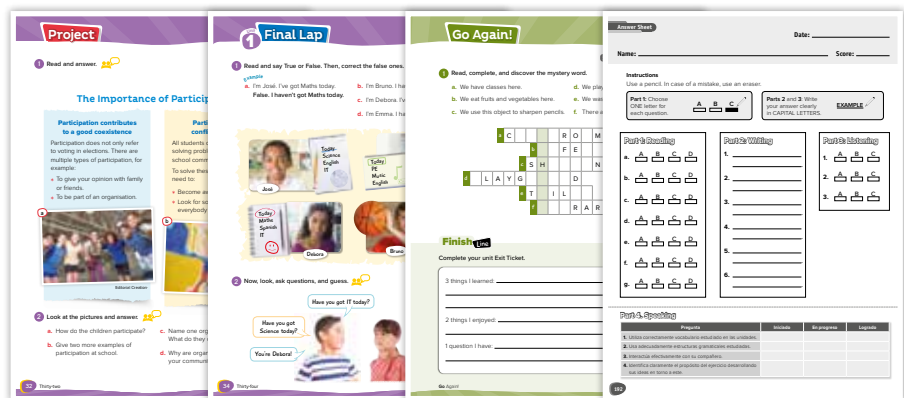 Project
1 Read and answer.
The Importance of
Participation contributes
to a good coexistence
Participation does not only refer
to voting in elections. There are
multiple types of participation, for
example:
To give your opinion with family
or friends.
To be part of an organisation.
a
Editorial Creation
All students
solving
school
To solve
need to:
Become
Look for
everybody
b
2 Look at the pictures and answer.
a. How do the children participate?
b. Give two more examples of
participation at school.
c. Name one
What do they
d. Why are
your
32 Thirty-two
1 Final Lap
1 Read and say True or False. Then, correct the false ones.
Example
a. I'm José. I've got Maths today.
False. I haven't got Maths today.
b. I'm Bruno. I
c. I'm Debora. I've
d. I'm Emma. I
José
Today
Science
English
IT
Today
PE
Music
English
Today
Maths
Spanish
IT
Debora
Bruno
2 Now, look, ask questions, and guess.
Have you got IT today?
Have you got
Science today?
You're Debora!
34 Thirty-four
Go Again!
1 Read, complete, and discover the mystery word.
a. We have classes here.
b. We eat fruits and vegetables here.
c. We use this object to sharpen pencils.
d. We
e. We
f. There
a C R O M
b F E
c S H N
d L A Y G D
e T I L
f R A R
Finish Line
Complete your unit Exit Ticket.
3 things I learned:
2 things I enjoyed:
1 question I have:
Go Again!
Answer Sheet
Date:
Name: Score:
Instructions
Use a pencil. In case of a mistake, use an eraser.
Part 1: Choose
ONE letter for
each question.
A B C
Parts 2 and 3: Write
your answer clearly
in CAPITAL LETTERS.
EXAMPLE
Part 1: Reading
a. A B C D
b. A B C D
c. A B C D
d. A B C D
e. A B C D
f. A B C D
g. A B C D
Part 2: Writing
1.
2.
3.
4.
5.
6.
Part 3: Listening
1. A B C
2. A B C
3. A B C
Part 4. Speaking
Pregunta Iniciado En progreso Logrado
1. Utiliza correctamente vocabulario estudiado en las unidades.
2. Usa adecuadamente estructuras gramaticales estudiadas.
3. Interactúa efectivamente con su compañero.
4. Identifica claramente el propósito del ejercicio desarrollando
sus ideas en torno a este.
192